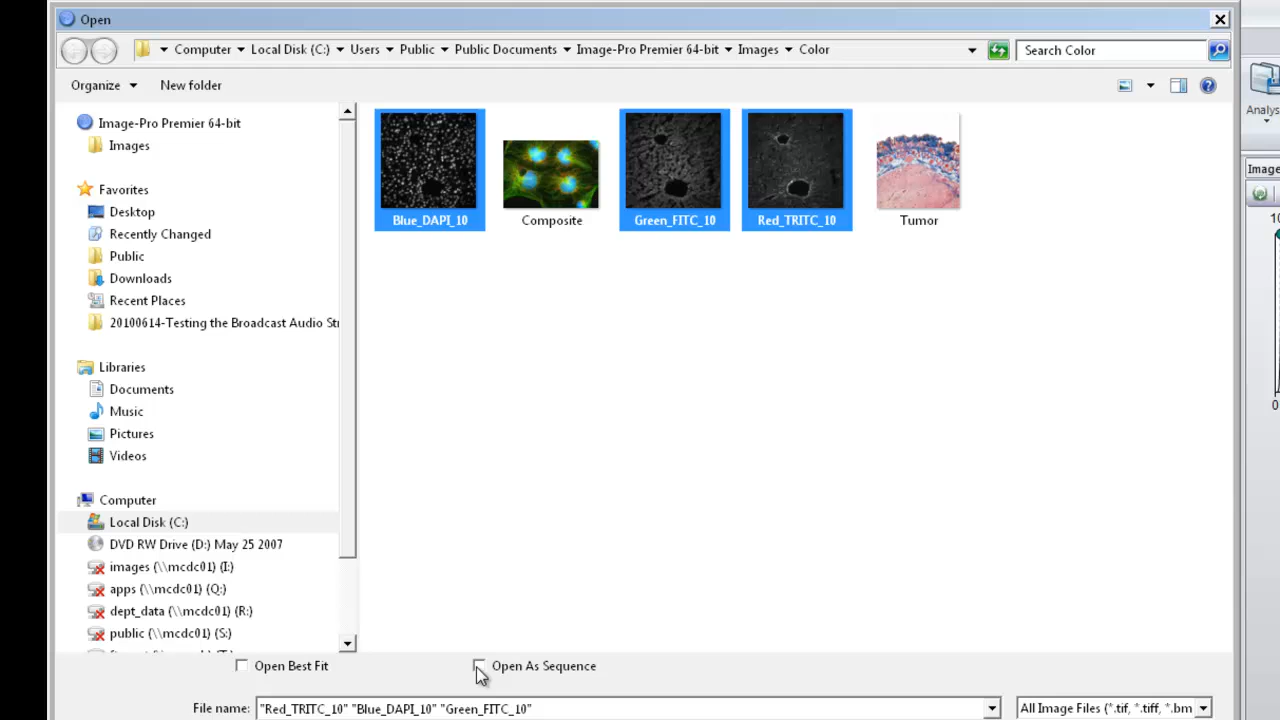 Open
Computer Local Disk (C:) Users Public Public Documents Image-Pro Premier 64-bit Images Color
Search Color
Organize
New folder
Analys
Image-Pro Premier 64-bit
Images
Favorites
Desktop
Recently Changed
Public
Downloads
Recent Places
20100614-Testing the Broadcast Audio Str
Libraries
Documents
Music
Pictures
Videos
Computer
Local Disk (C:)
DVD RW Drive (D:) May 25 2007
images (\\mcdc01) (I:)
apps (\\mcdc01) (Q:)
dept_data (\\mcdc01) (R:)
public (\\mcdc01) (S:)
Blue_DAPI_10
Composite
Green_FITC_10
Red_TRITC_10
Tumor
Image
10
0
Open Best Fit
Open As Sequence
File name: "Red_TRITC_10" "Blue_DAPI_10" "Green_FITC_10"
All Image Files (*.tif, *.tiff, *.bm